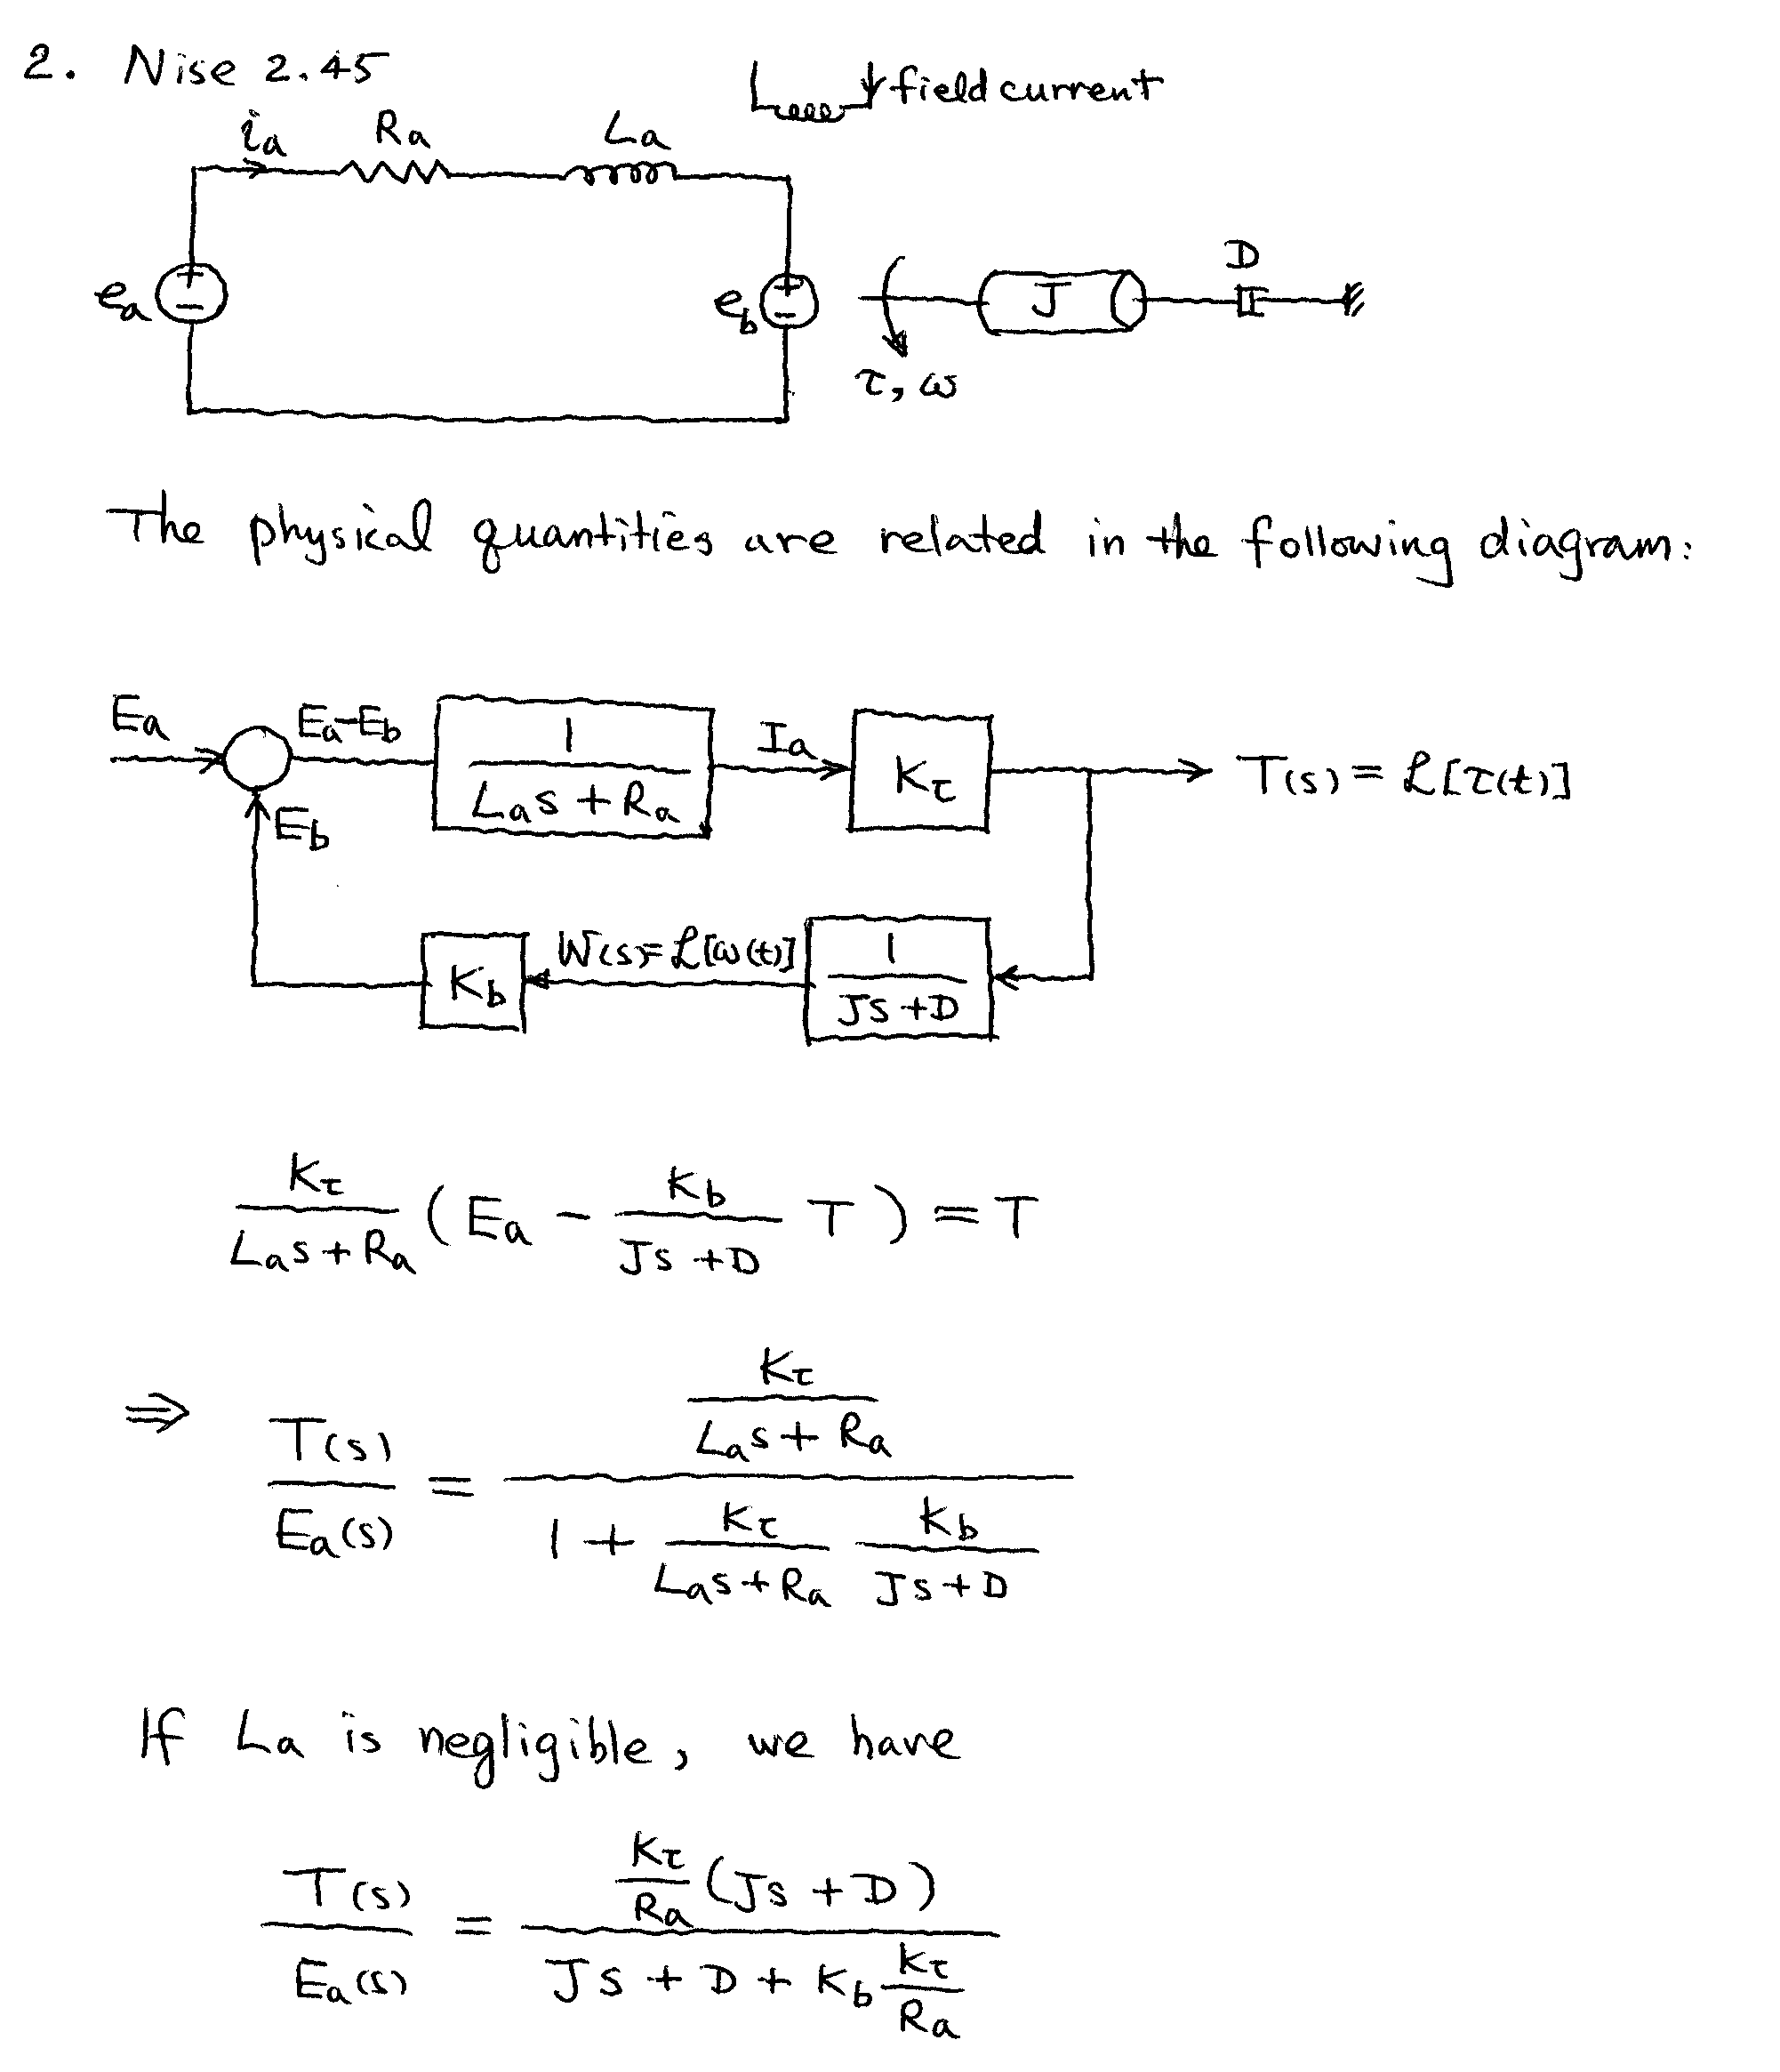 2. Nise 2.45
field current
ia Ra La
ea eb J D
τ, ω
The physical quantities are related in the following diagram:
Ea Ea-Eb 1/(Las + Ra) Ia Kτ T(s) = ℒ[τ(t)]
Eb
Kb W(s)=ℒ[ω(t)] 1/(Js+D)
Kτ/(Las+Ra) (Ea - Kb/(Js+D) T) = T
⇒ T(s)/Ea(s) = (Kτ/(Las+Ra))/(1 + Kτ/(Las+Ra) Kb/(Js+D))
If La is negligible, we have
T(s)/Ea(s) = (Kτ/Ra (Js+D))/(Js + D + Kb Kτ/Ra)